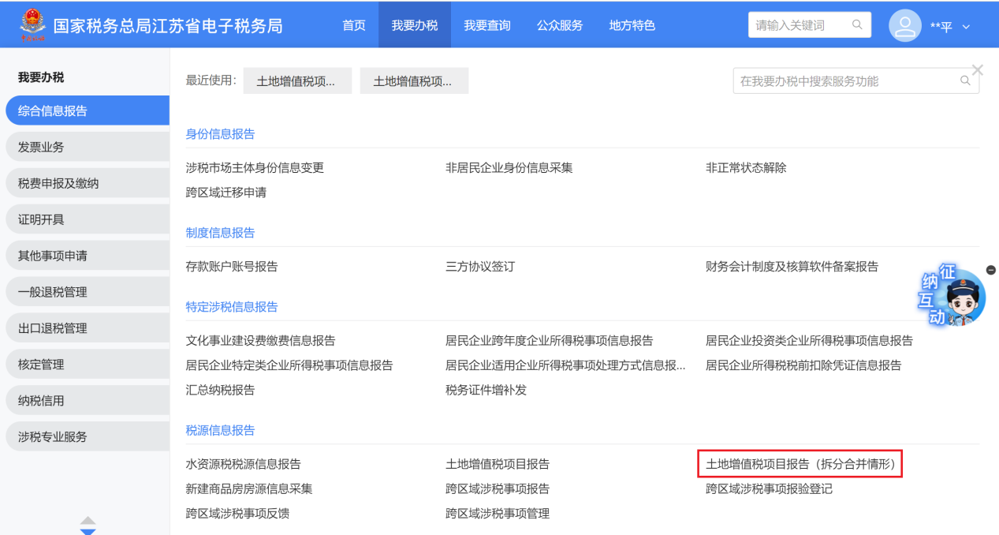 国家税务总局江苏省电子税务局 首页 我要办税 我要查询 公众服务 地方特色 请输入关键词 **平
我要办税
综合信息报告
发票业务
税费申报及缴纳
证明开具
其他事项申请
一般退税管理
出口退税管理
核定管理
纳税信用
涉税专业服务
最近使用： 土地增值税项... 土地增值税项... 在我要办税中搜索服务功能
身份信息报告
涉税市场主体身份信息变更 非居民企业身份信息采集 非正常状态解除
跨区域迁移申请
制度信息报告
存款账户账号报告 三方协议签订 财务会计制度及核算软件备案报告
特定涉税信息报告
文化事业建设费缴费信息报告 居民企业跨年度企业所得税事项信息报告 居民企业投资类企业所得税事项信息报告
居民企业特定类企业所得税事项信息报告 居民企业适用企业所得税事项处理方式信息报... 居民企业所得税税前扣除凭证信息报告
汇总纳税报告 税务证件增补发
税源信息报告
水资源税税源信息报告 土地增值税项目报告 土地增值税项目报告（拆分合并情形）
新建商品房房源信息采集 跨区域涉税事项报告 跨区域涉税事项报验登记
跨区域涉税事项反馈 跨区域涉税事项管理
征纳互动